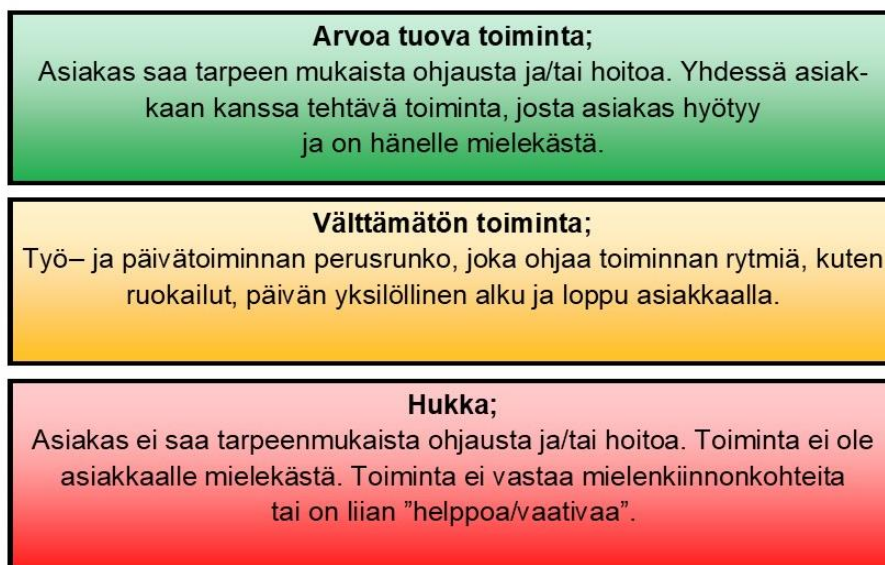 Arvoa tuova toiminta;
Asiakas saa tarpeen mukaista ohjausta ja/tai hoitoa. Yhdessä asiak-
kaan kanssa tehtävä toiminta, josta asiakas hyötyy
ja on hänelle mielekästä.
Välttämätön toiminta;
Työ– ja päivätoiminnan perusrunko, joka ohjaa toiminnan rytmiä, kuten
ruokailut, päivän yksilöllinen alku ja loppu asiakkaalla.
Hukka;
Asiakas ei saa tarpeenmukaista ohjausta ja/tai hoitoa. Toiminta ei ole
asiakkaalle mielekästä. Toiminta ei vastaa mielenkiinnonkohteita
tai on liian ”helppoa/vaativaa”.